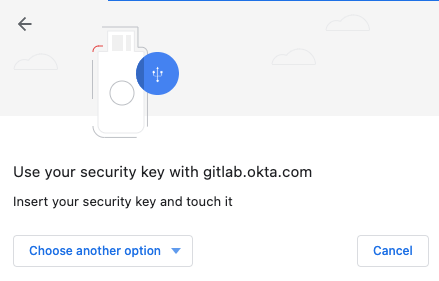 Use your security key with gitlab.okta.com
Insert your security key and touch it
Choose another option
Cancel